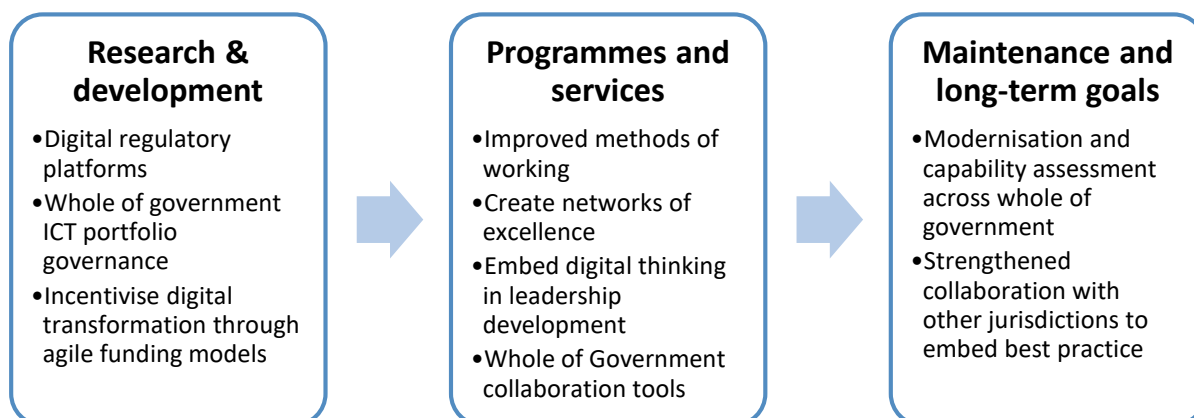 Research &
development
•Digital regulatory
platforms
•Whole of government
ICT portfolio
governance
•Incentivise digital
transformation through
agile funding models
Programmes and
services
•Improved methods of
working
•Create networks of
excellence
•Embed digital thinking
in leadership
development
•Whole of Government
collaboration tools
Maintenance and
long-term goals
•Modernisation and
capability assessment
across whole of
government
•Strengthened
collaboration with
other jurisdictions to
embed best practice